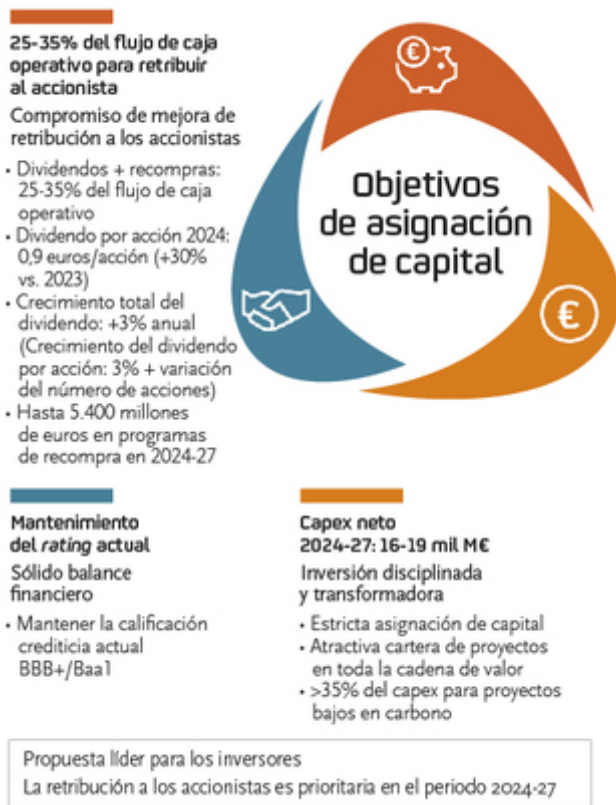 25-35% del flujo de caja
operativo para retribuir
al accionista
Compromiso de mejora de
retribución a los accionistas
• Dividendos + recompras:
25-35% del flujo de caja
operativo
• Dividendo por acción 2024:
0,9 euros/acción (+30%
vs. 2023)
• Crecimiento total del
dividendo: +3% anual
(Crecimiento del dividendo
por acción: 3% + variación
del número de acciones)
• Hasta 5.400 millones
de euros en programas
de recompra en 2024-27
€
Objetivos
de asignación
de capital
€
Mantenimiento
del rating actual
Sólido balance
financiero
• Mantener la calificación
crediticia actual
BBB+/Baa1
Capex neto
2024-27: 16-19 mil M€
Inversión disciplinada
y transformadora
• Estricta asignación de capital
• Atractiva cartera de proyectos
en toda la cadena de valor
• >35% del capex para proyectos
bajos en carbono
Propuesta líder para los inversores
La retribución a los accionistas es prioritaria en el periodo 2024-27